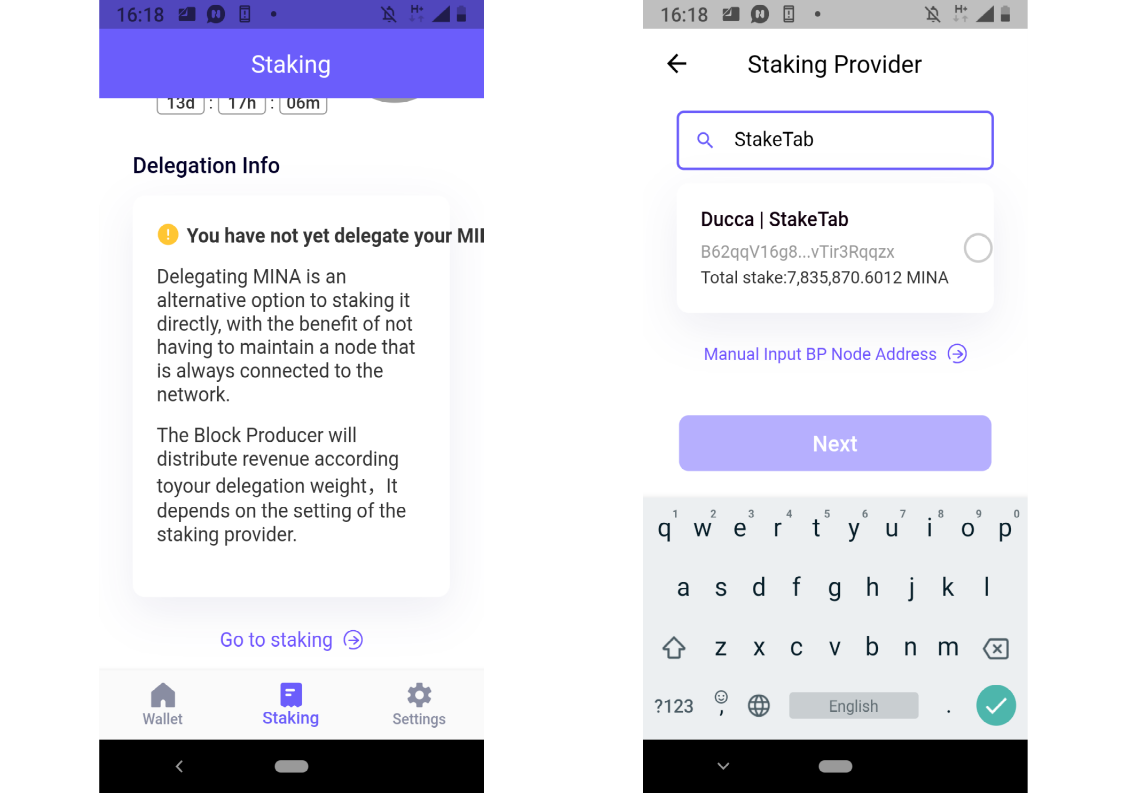 16:18
Staking
13d : 17h : 06m
Delegation Info
You have not yet delegate your MI
Delegating MINA is an
alternative option to staking it
directly, with the benefit of not
having to maintain a node that
is always connected to the
network.
The Block Producer will
distribute revenue according
toyour delegation weight，It
depends on the setting of the
staking provider.
Go to staking
Wallet
Staking
Settings
16:18
Staking Provider
StakeTab
Ducca | StakeTab
B62qqV16g8...vTir3Rqqzx
Total stake:7,835,870.6012 MINA
Manual Input BP Node Address
Next
1 2 3 4 5 6 7 8 9 0
q w e r t y u i o p
a s d f g h j k l
z x c v b n m
?123 , English .